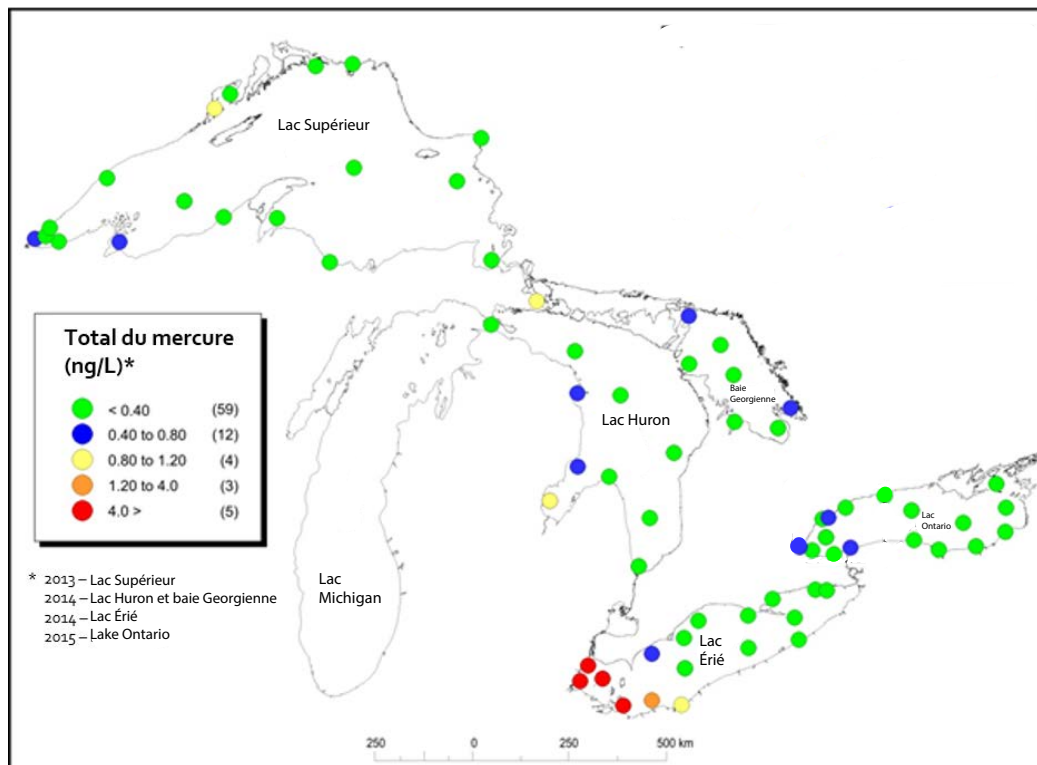 Lac Supérieur
Total du mercure
(ng/L)*
< 0.40 (59)
0.40 to 0.80 (12)
0.80 to 1.20 (4)
1.20 to 4.0 (3)
4.0 > (5)
Baie
Georgienne
Lac Huron
Lac
Ontario
Lac
Michigan
Lac
Érié
* 2013 – Lac Supérieur
2014 – Lac Huron et baie Georgienne
2014 – Lac Érié
2015 – Lake Ontario
250 0 250 500 km